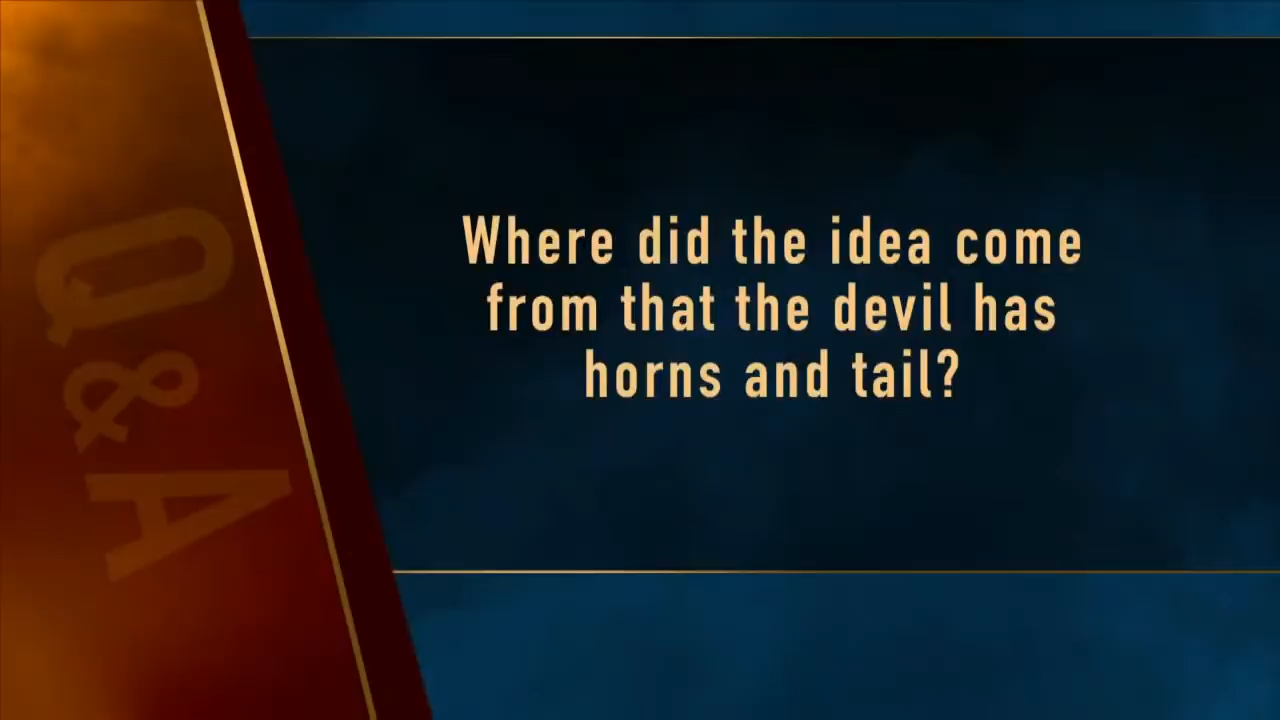 Q&A
Where did the idea come
from that the devil has
horns and tail?